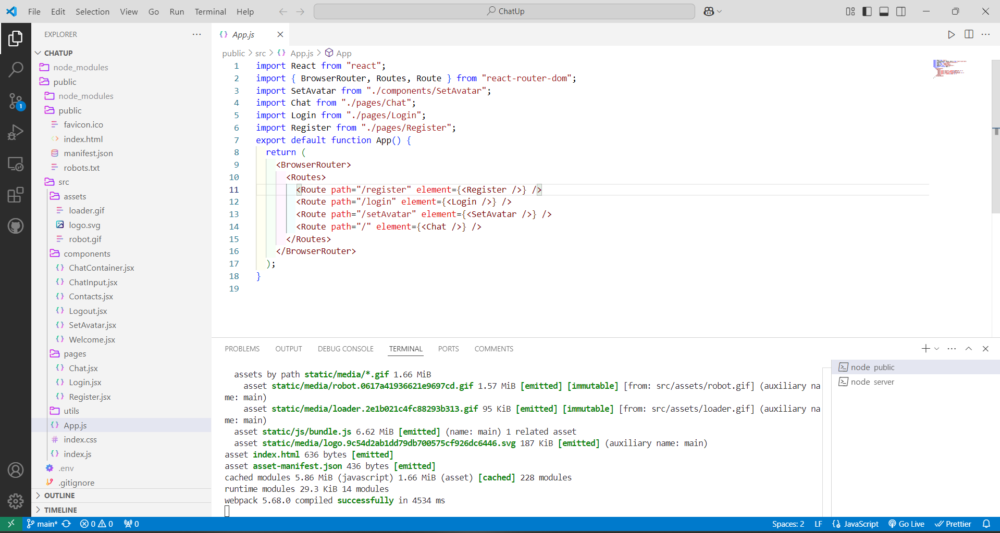 File Edit Selection View Go Run Terminal Help
ChatUp
EXPLORER
CHATUP
node_modules
public
node_modules
public
favicon.ico
index.html
manifest.json
robots.txt
src
assets
loader.gif
logo.svg
robot.gif
components
ChatContainer.jsx
ChatInput.jsx
Contacts.jsx
Logout.jsx
SetAvatar.jsx
Welcome.jsx
pages
Chat.jsx
Login.jsx
Register.jsx
utils
App.js
index.css
index.js
.env
.gitignore
OUTLINE
TIMELINE
1
App.js
public > src > App.js > App
1 import React from "react";
2 import { BrowserRouter, Routes, Route } from "react-router-dom";
3 import SetAvatar from "./components/SetAvatar";
4 import Chat from "./pages/Chat";
5 import Login from "./pages/Login";
6 import Register from "./pages/Register";
7 export default function App() {
8 return (
9 <BrowserRouter>
10 <Routes>
11 <Route path="/register" element={<Register />} />
12 <Route path="/login" element={<Login />} />
13 <Route path="/setAvatar" element={<SetAvatar />} />
14 <Route path="/" element={<Chat />} />
15 </Routes>
16 </BrowserRouter>
17 );
18 }
19
PROBLEMS OUTPUT DEBUG CONSOLE TERMINAL PORTS COMMENTS
assets by path static/media/*.gif 1.66 MiB
asset static/media/robot.0617a41936621e9697cd.gif 1.57 MiB [emitted] [immutable] [from: src/assets/robot.gif] (auxiliary na
me: main)
asset static/media/loader.2e1b021c4fc88293b313.gif 95 KiB [emitted] [immutable] [from: src/assets/loader.gif] (auxiliary na
me: main)
asset static/js/bundle.js 6.62 MiB [emitted] (name: main) 1 related asset
asset static/media/logo.9c54d2ab1dd79db700575cf926dc6446.svg 187 KiB [emitted] (auxiliary name: main)
asset index.html 636 bytes [emitted]
asset asset-manifest.json 436 bytes [emitted]
cached modules 5.86 MiB (javascript) 1.66 MiB (asset) [cached] 228 modules
runtime modules 29.3 KiB 14 modules
webpack 5.68.0 compiled successfully in 4534 ms
node public
node server
main* 0 0 0
Spaces: 2 LF JavaScript Go Live Prettier